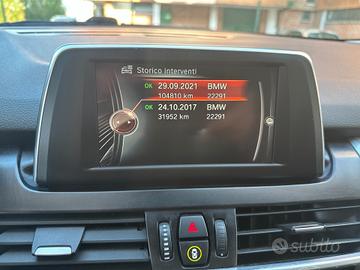 Storico interventi
OK 29.09.2021 BMW
104810 km 22291
OK 24.10.2017 BMW
31952 km 22291
subito